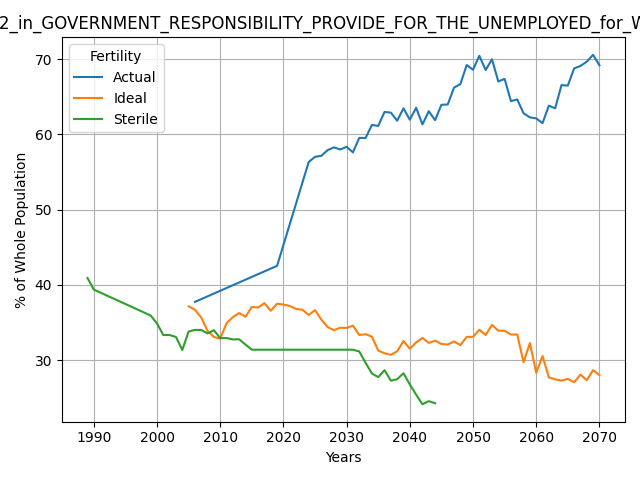 2_in_GOVERNMENT_RESPONSIBILITY_PROVIDE_FOR_THE_UNEMPLOYED_for_W
Fertility
Actual
Ideal
Sterile
% of Whole Population
70
60
50
40
30
1990 2000 2010 2020 2030 2040 2050 2060 2070
Years